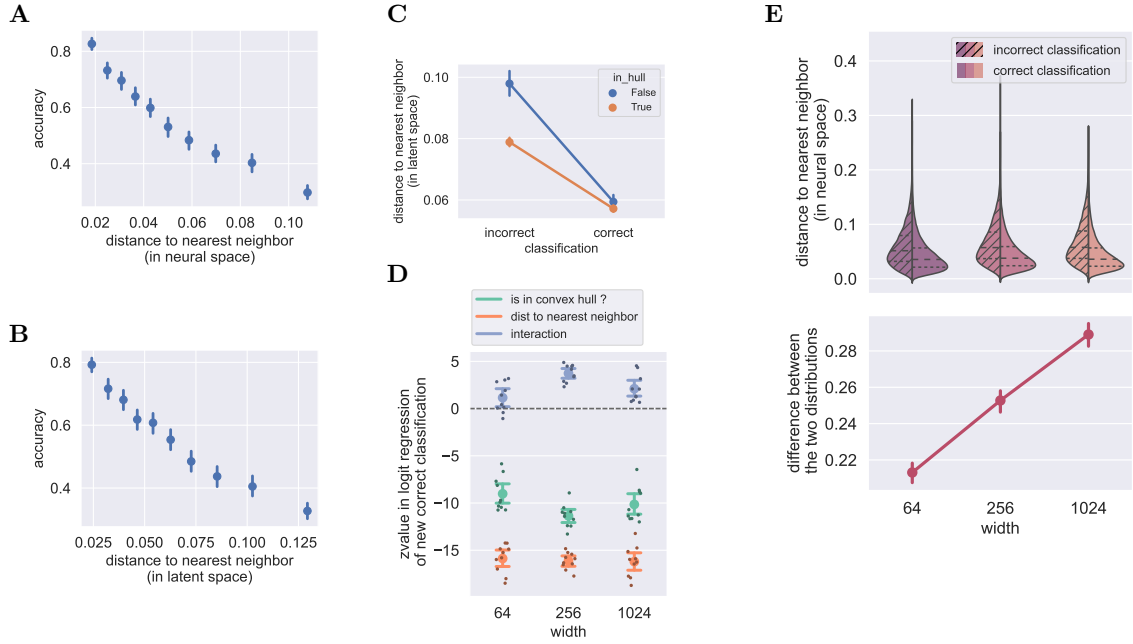 A
0.8
0.6
0.4
accuracy
0.02 0.04 0.06 0.08 0.10
distance to nearest neighbor
(in neural space)
B
0.8
0.6
0.4
accuracy
0.025 0.050 0.075 0.100 0.125
distance to nearest neighbor
(in latent space)
C
0.10
0.08
0.06
distance to nearest neighbor
(in latent space)
in_hull
False
True
incorrect correct
classification
D
is in convex hull ?
dist to nearest neighbor
interaction
5
0
−5
−10
−15
zvalue in logit regression
of new correct classification
64 256 1024
width
E
incorrect classification
correct classification
0.4
0.3
0.2
0.1
0.0
distance to nearest neighbor
(in neural space)
0.28
0.26
0.24
0.22
difference between
the two distributions
64 256 1024
width